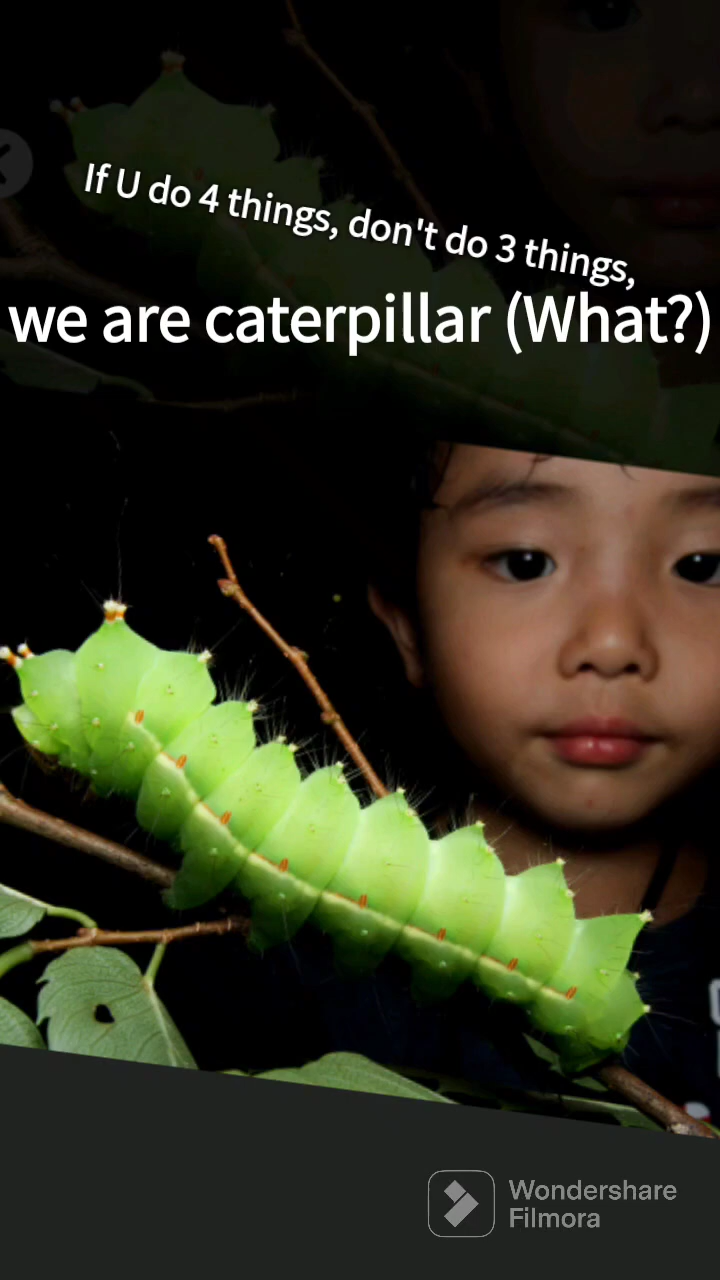 If U do 4 things, don't do 3 things,
we are caterpillar (What?)
Wondershare
Filmora